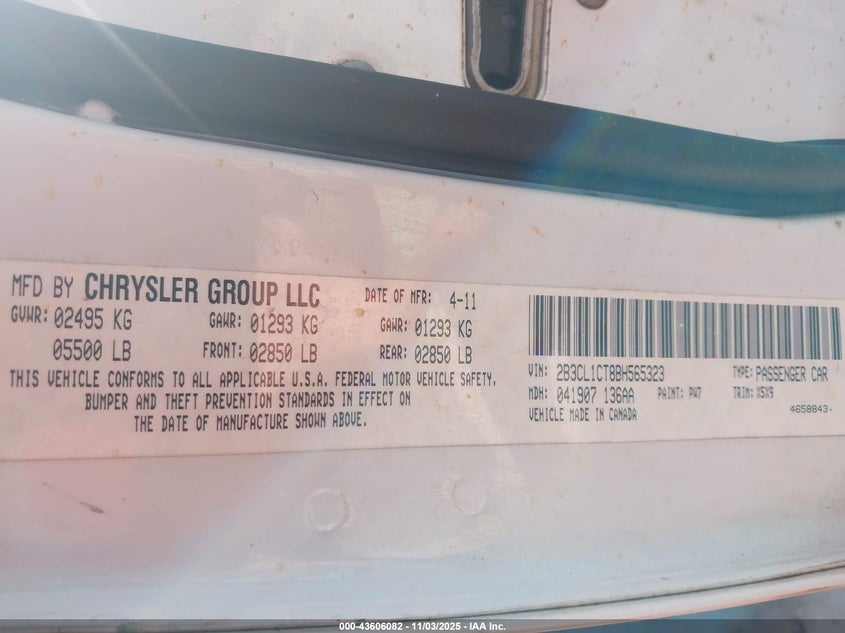 MFD BY CHRYSLER GROUP LLC
DATE OF MFR: 4-11
GVWR: 02495 KG
GAWR: 01293 KG
GAWR: 01293 KG
05500 LB
FRONT: 02850 LB
REAR: 02850 LB
THIS VEHICLE CONFORMS TO ALL APPLICABLE U.S.A. FEDERAL MOTOR VEHICLE SAFETY,
BUMPER AND THEFT PREVENTION STANDARDS IN EFFECT ON
THE DATE OF MANUFACTURE SHOWN ABOVE.
VIN: 2B3CL1CT8BH565323
TYPE: PASSENGER CAR
MDH: 041907 136AA
PAINT: PW7
TRIM: X5X9
VEHICLE MADE IN CANADA
4658843
000-43606082 - 11/03/2025 - IAA Inc.